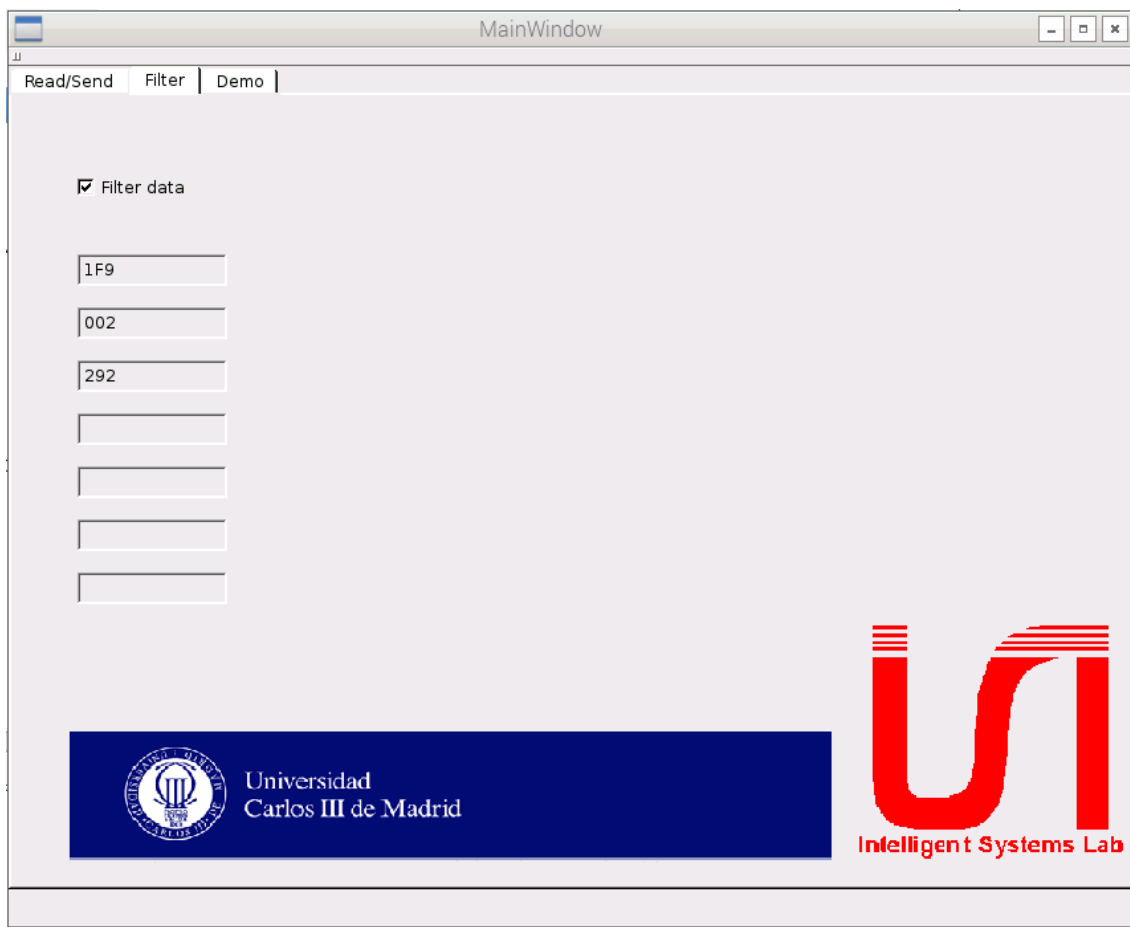 MainWindow
Read/Send Filter Demo
Filter data
1F9
002
292
Universidad
Carlos III de Madrid
Intelligent Systems Lab